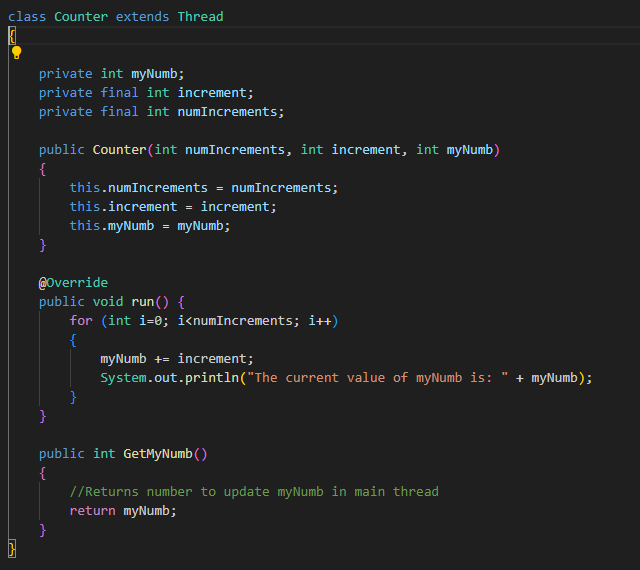 class Counter extends Thread
{
private int myNumb;
private final int increment;
private final int numIncrements;
public Counter(int numIncrements, int increment, int myNumb)
{
this.numIncrements = numIncrements;
this.increment = increment;
this.myNumb = myNumb;
}
@Override
public void run() {
for (int i=0; i<numIncrements; i++)
{
myNumb += increment;
System.out.println("The current value of myNumb is: " + myNumb);
}
}
public int GetMyNumb()
{
//Returns number to update myNumb in main thread
return myNumb;
}
}